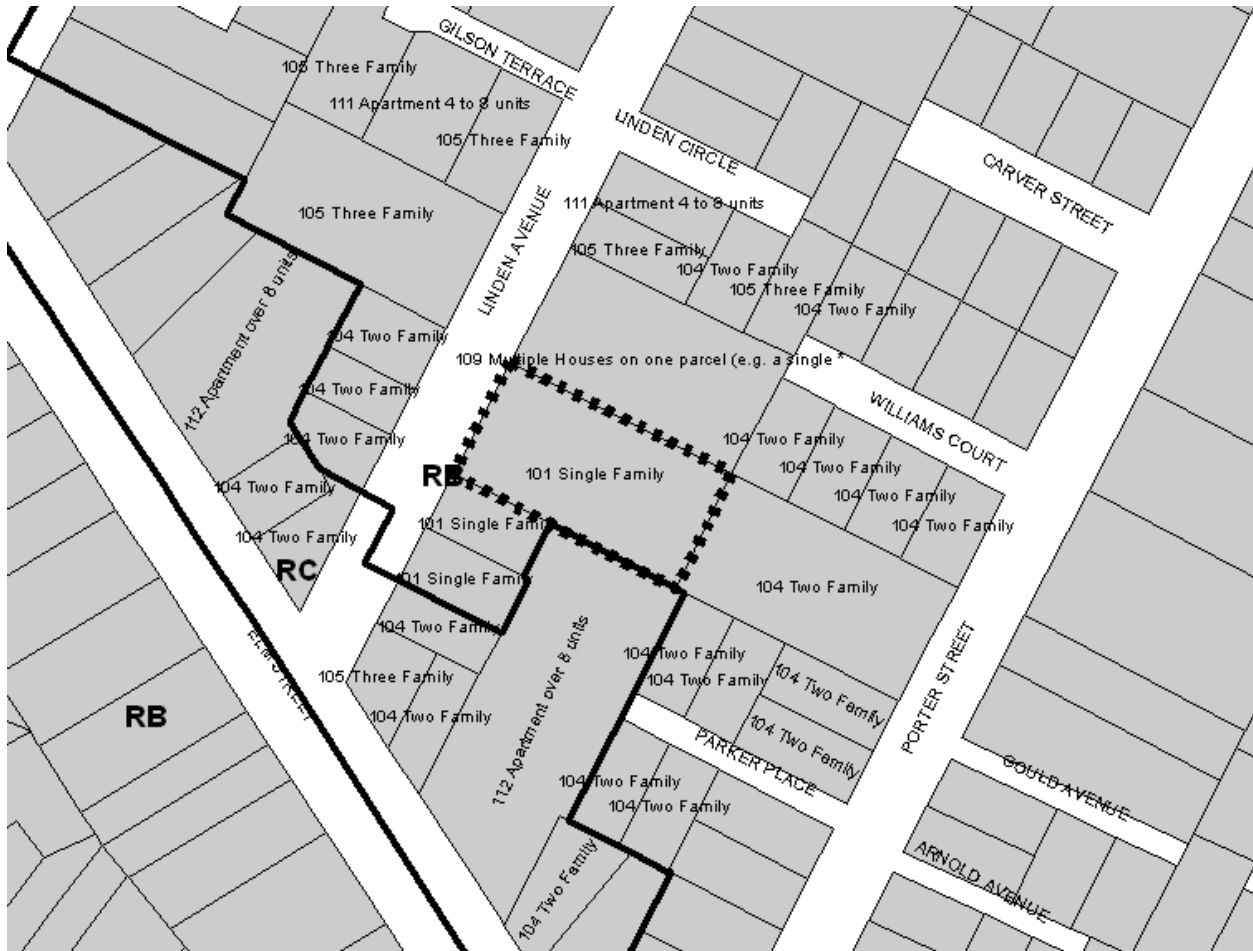 GILSON TERRACE
105 Three Family
111 Apartment 4 to 8 units
105 Three Family
LINDEN CIRCLE
CARVER STREET
105 Three Family
LINDEN AVENUE
111 Apartment 4 to 8 units
105 Three Family
104 Two Family
105 Three Family
104 Two Family
112 Apartment over 8 units
104 Two Family
104 Two Family
104 Two Family
109 Multiple Houses on one parcel (e.g. a single *
WILLIAMS COURT
104 Two Family
104 Two Family
104 Two Family
104 Two Family
RB
101 Single Family
104 Two Family
104 Two Family
RC
101 Single Family
101 Single Family
104 Two Family
104 Two Family
105 Three Family
104 Two Family
112 Apartment over 8 units
104 Two Family
104 Two Family
104 Two Family
104 Two Family
ELM STREET
RB
PARKER PLACE
PORTER STREET
104 Two Family
104 Two Family
GOULD AVENUE
ARNOLD AVENUE
104 Two Family